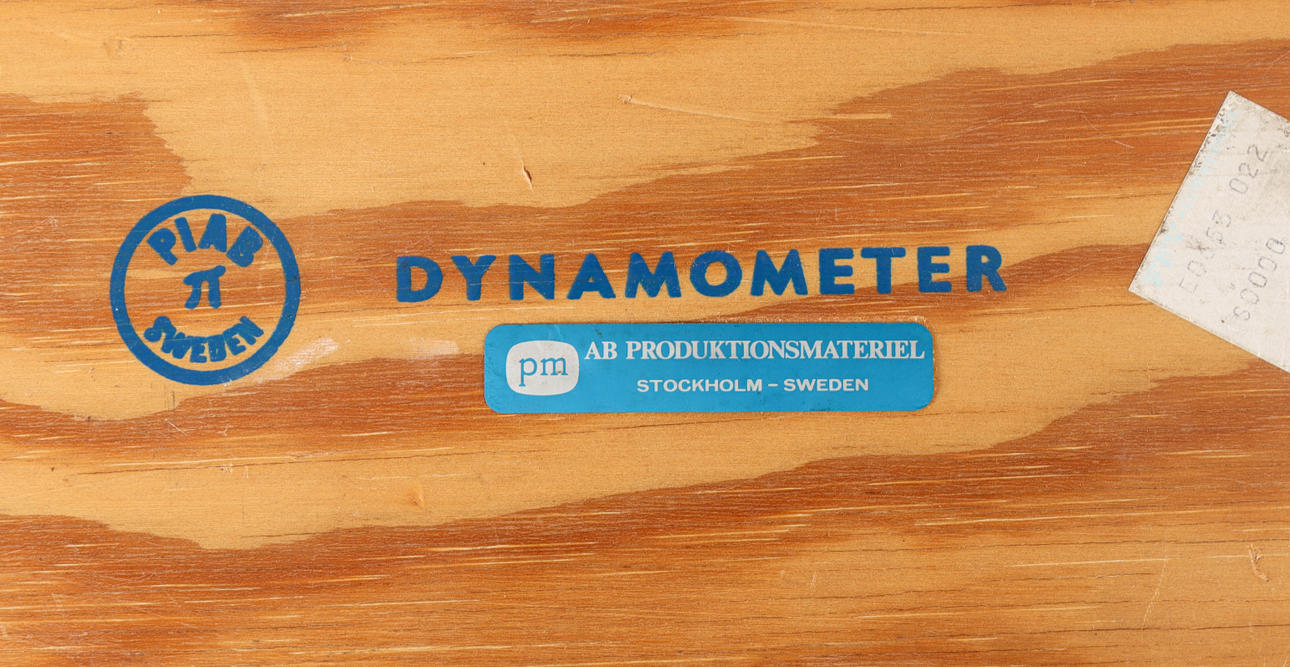 PIAB
π
SWEDEN
DYNAMOMETER
pm
AB PRODUKTIONSMATERIEL
STOCKHOLM – SWEDEN